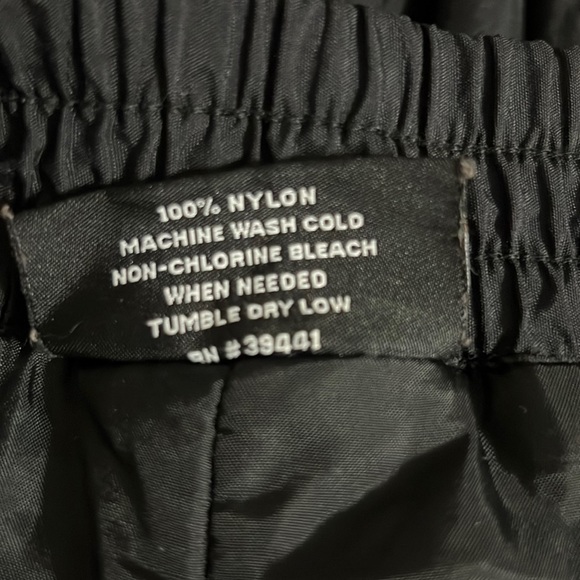 100% NYLON
MACHINE WASH COLD
NON-CHLORINE BLEACH
WHEN NEEDED
TUMBLE DRY LOW
RN #39441